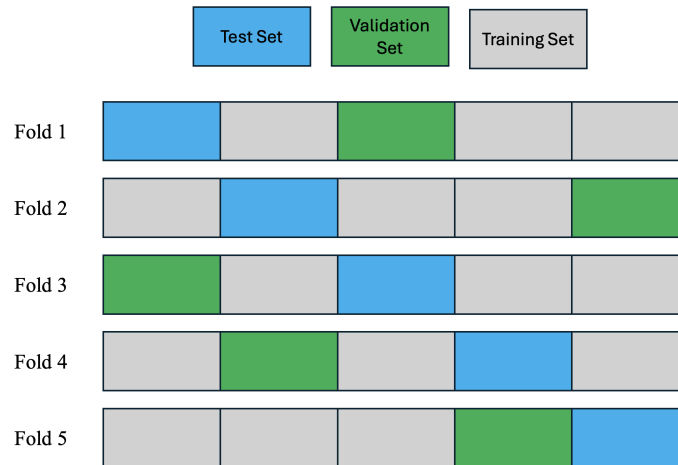 Test Set
Validation
Set
Training Set
Fold 1
Fold 2
Fold 3
Fold 4
Fold 5